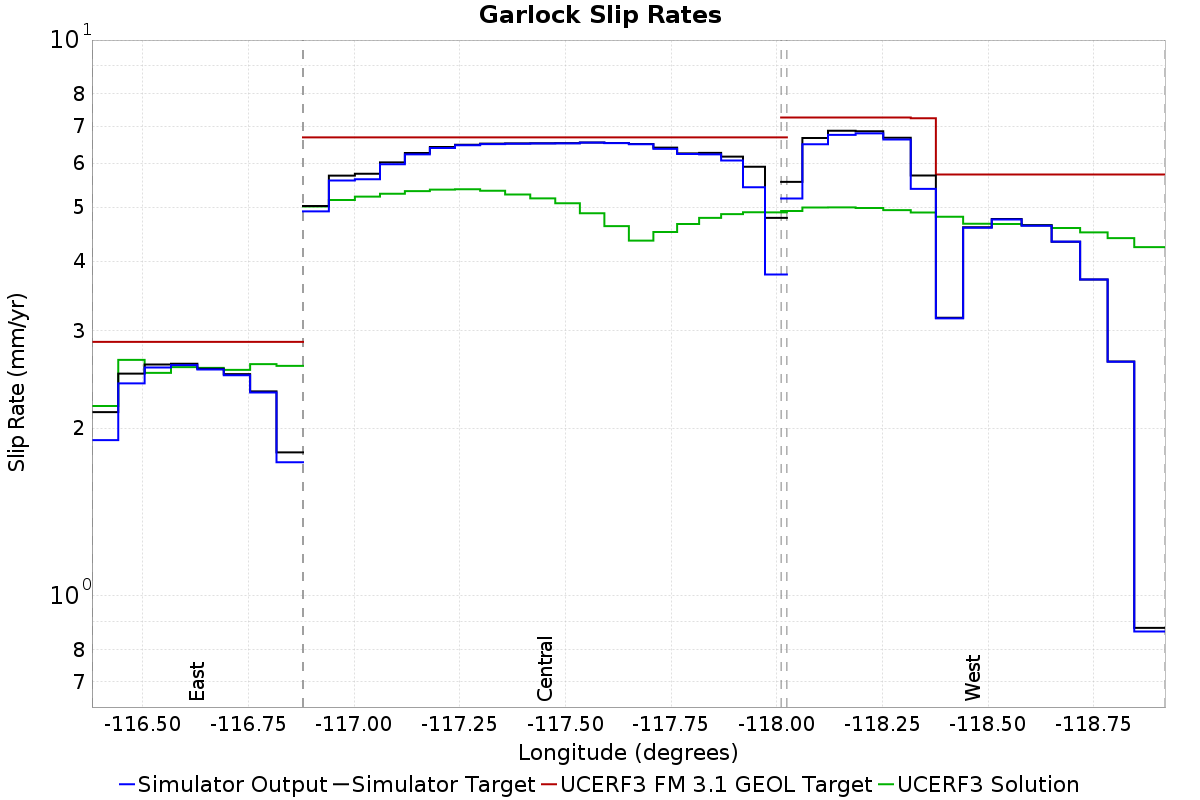 Garlock Slip Rates
10^1
8
7
6
5
4
3
2
10^0
8
7
Slip Rate (mm/yr)
East
Central
West
-116.50 -116.75 -117.00 -117.25 -117.50 -117.75 -118.00 -118.25 -118.50 -118.75
Longitude (degrees)
Simulator Output Simulator Target UCERF3 FM 3.1 GEOL Target UCERF3 Solution